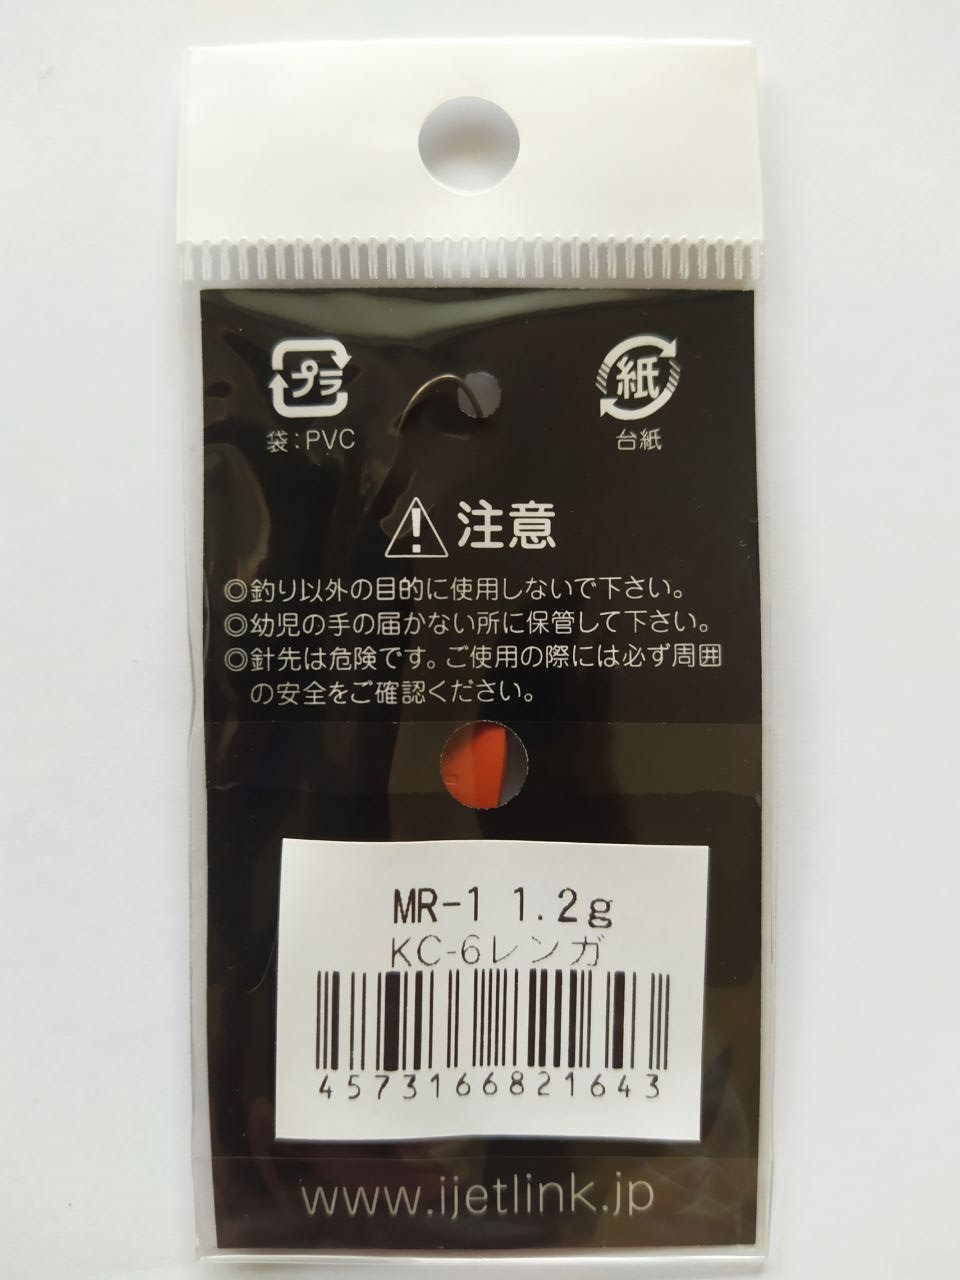 プラ
紙
袋：PVC
台紙
注意
◎釣り以外の目的に使用しないで下さい。
◎幼児の手の届かない所に保管して下さい。
◎針先は危険です。ご使用の際には必ず周囲
の安全をご確認ください。
MR-1 1.2g
KC-6レンガ
4573166821643
www.ijetlink.jp